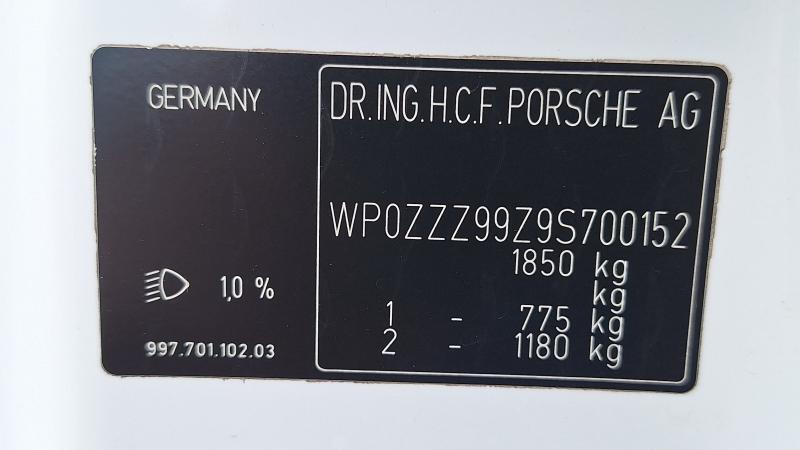 GERMANY
1,0 %
997.701.102.03
DR.ING.H.C.F.PORSCHE AG
WP0ZZZ99Z9S700152
1850 kg
kg
1 - 775 kg
2 - 1180 kg